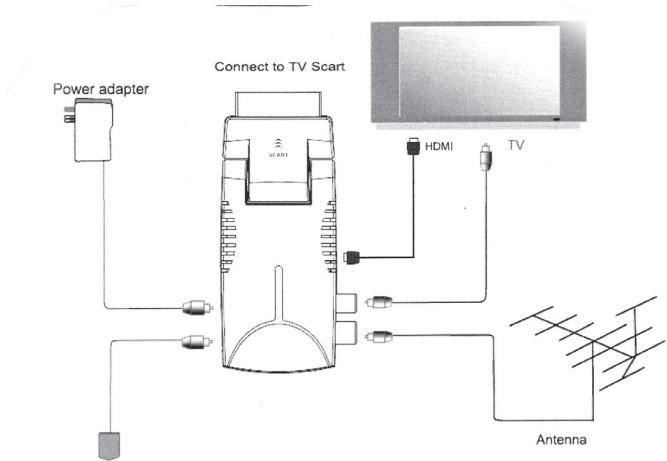 Connect to TV Scart
Power adapter
SCART
HDMI
TV
Antenna